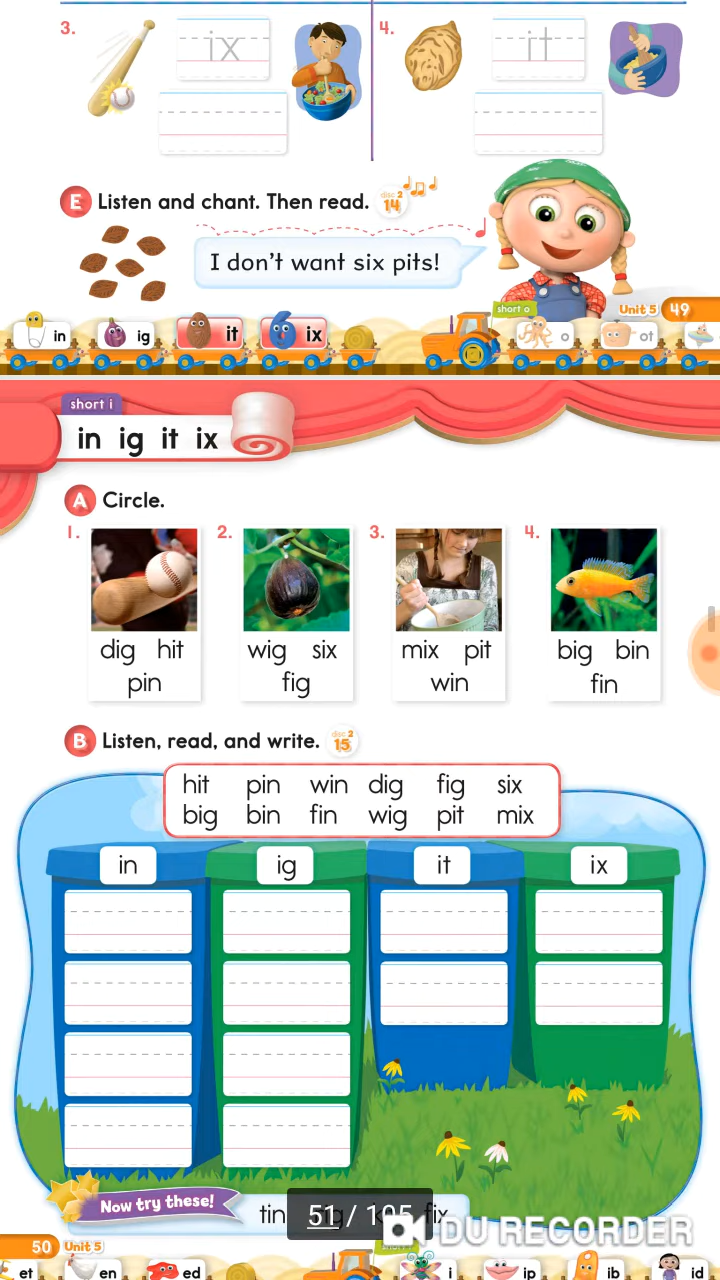 3.
ix
4.
it
E Listen and chant. Then read. disc 2 14
I don't want six pits!
short o
Unit 5 49
in ig it ix o ot
short i
in ig it ix
A Circle.
1. 2. 3. 4.
dig hit
pin
wig six
fig
mix pit
win
big bin
fin
B Listen, read, and write. disc 2 15
hit pin win dig fig six
big bin fin wig pit mix
in ig it ix
Now try these!
tin fix
51 / 105
DU RECORDER
50 Unit 5
et en ed i ip ib id